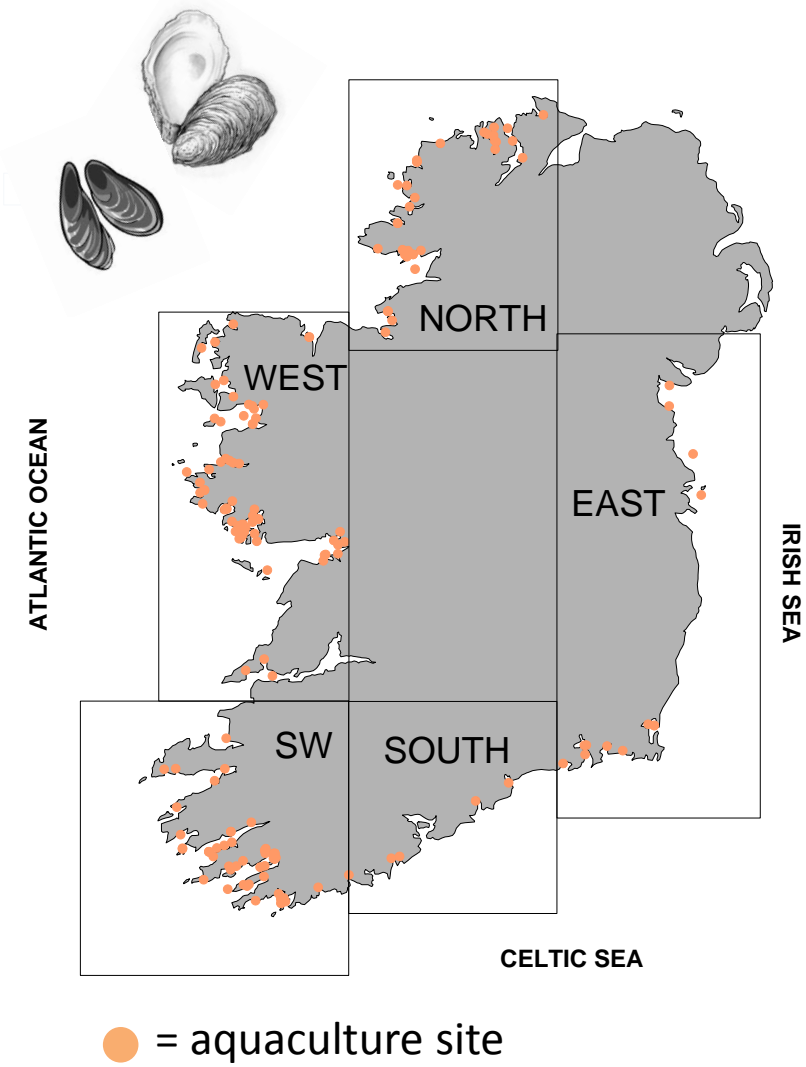 NORTH
WEST
ATLANTIC OCEAN
EAST
IRISH SEA
SW
SOUTH
CELTIC SEA
= aquaculture site